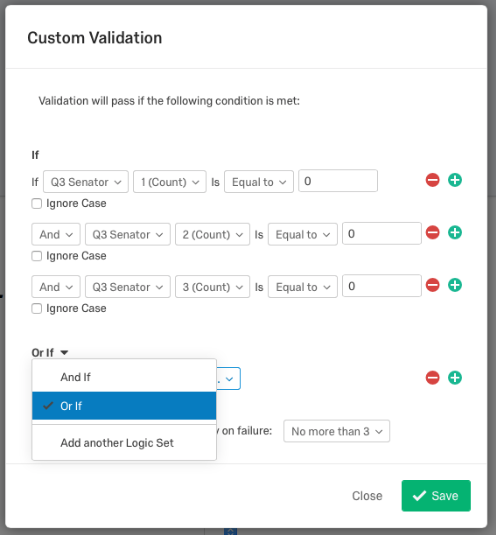 Custom Validation
Validation will pass if the following condition is met:
If
If Q3 Senator 1 (Count) Is Equal to 0
Ignore Case
And Q3 Senator 2 (Count) Is Equal to 0
Ignore Case
And Q3 Senator 3 (Count) Is Equal to 0
Ignore Case
Or If
And If
Or If
on failure: No more than 3
Add another Logic Set
Close Save